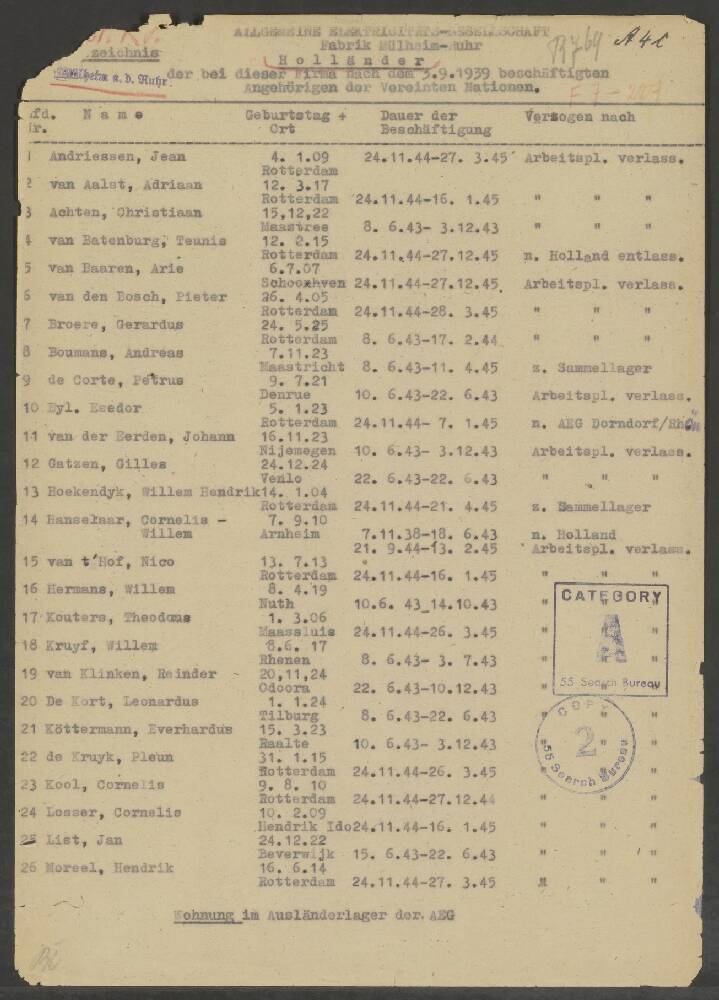 ALLGEMEINE ELEKTRICITÄTS-GESELLSCHAFT
Fabrik Mülheim-Ruhr
zeichnis
Holländer
Mülheim a. d. Ruhr
der bei dieser Firma nach dem 3.9.1939 beschäftigten
Angehörigen der Vereinten Nationen.
A4c
lfd. Name Geburtstag + Dauer der Verzogen nach
Nr. Ort Beschäftigung
1 Andriessen, Jean 4. 1.09 24.11.44-27. 3.45 Arbeitspl. verlass.
Rotterdam
2 van Aalst, Adriaan 12. 3.17
Rotterdam 24.11.44-16. 1.45 " " "
3 Achten, Christiaan 15,12,22
Maastree 8. 6.43- 3.12.43 " " "
4 van Batenburg, Teunis 12. 2.15
Rotterdam 24.11.44-27.12.45 n. Holland entlass.
5 van Baaren, Arie 6.7.07
Schoonhven 24.11.44-27.12.45 Arbeitspl. verlass.
6 van den Bosch, Pieter 26. 4.05
Rotterdam 24.11.44-28. 3.45 " " "
7 Broere, Gerardus 24. 5.25
Rotterdam 8. 6.43-17. 2.44 " " "
8 Boumans, Andreas 7.11.23
Maastricht 8. 6.43-11. 4.45 z. Sammellager
9 de Corte, Petrus 9. 7.21
Denrue 10. 6.43-22. 6.43 Arbeitspl. verlass.
10 Eyl. Esedor 5. 1.23
Rotterdam 24.11.44- 7. 1.45 n. AEG Dorndorf/Rhön
11 van der Eerden, Johann 16.11.23
Nijemegen 10. 6.43- 3.12.43 Arbeitspl. verlass.
12 Gatzen, Gilles 24.12.24
Venlo 22. 6.43-22. 6.43 " " "
13 Hoekendyk, Willem Hendrik14. 1.04
Rotterdam 24.11.44-21. 4.45 z. Sammellager
14 Hanselaar, Cornelis - 7. 9.10
Willem Arnheim 7.11.38-18. 6.43 n. Holland
21. 9.44-13. 2.45 Arbeitspl. verlass.
15 van t'Hof, Nico 13. 7.13
Rotterdam 24.11.44-16. 1.45 " " "
16 Hermans, Willem 8. 4.19
Nuth 10.6. 43_14.10.43 " " "
17 Kouters, Theodorus 1. 3.06
Maassluis 24.11.44-26. 3.45 " " "
18 Kruyf, Willem 8.6. 17
Rhenen 8. 6.43- 3. 7.43 " " "
19 van Klinken, Reinder 20,11,24
Odoorn 22. 6.43-10.12.43 " " "
20 De Kort, Leonardus 1. 1.24
Tilburg 8. 6.43-22. 6.43 " " "
21 Köttermann, Everhardus 15. 3.23
Raalte 10. 6.43- 3.12.43 " " "
22 de Kruyk, Pleun 31. 1.15
Rotterdam 24.11.44-26. 3.45 " " "
23 Kool, Cornelis 9. 8. 10
Rotterdam 24.11.44-27.12.44 " " "
24 Losser, Cornelis 10. 2.09
Hendrik Ido24.11.44-16. 1.45 " " "
25 List, Jan 24.12.22
Beverwijk 15. 6.43-22. 6.43 " " "
26 Moreel, Hendrik 16. 6.14
Rotterdam 24.11.44-27. 3.45 " " "
CATEGORY
A
55 Search Bureau
COPY
2
55 Search Bureau
Wohnung im Ausländerlager der. AEG